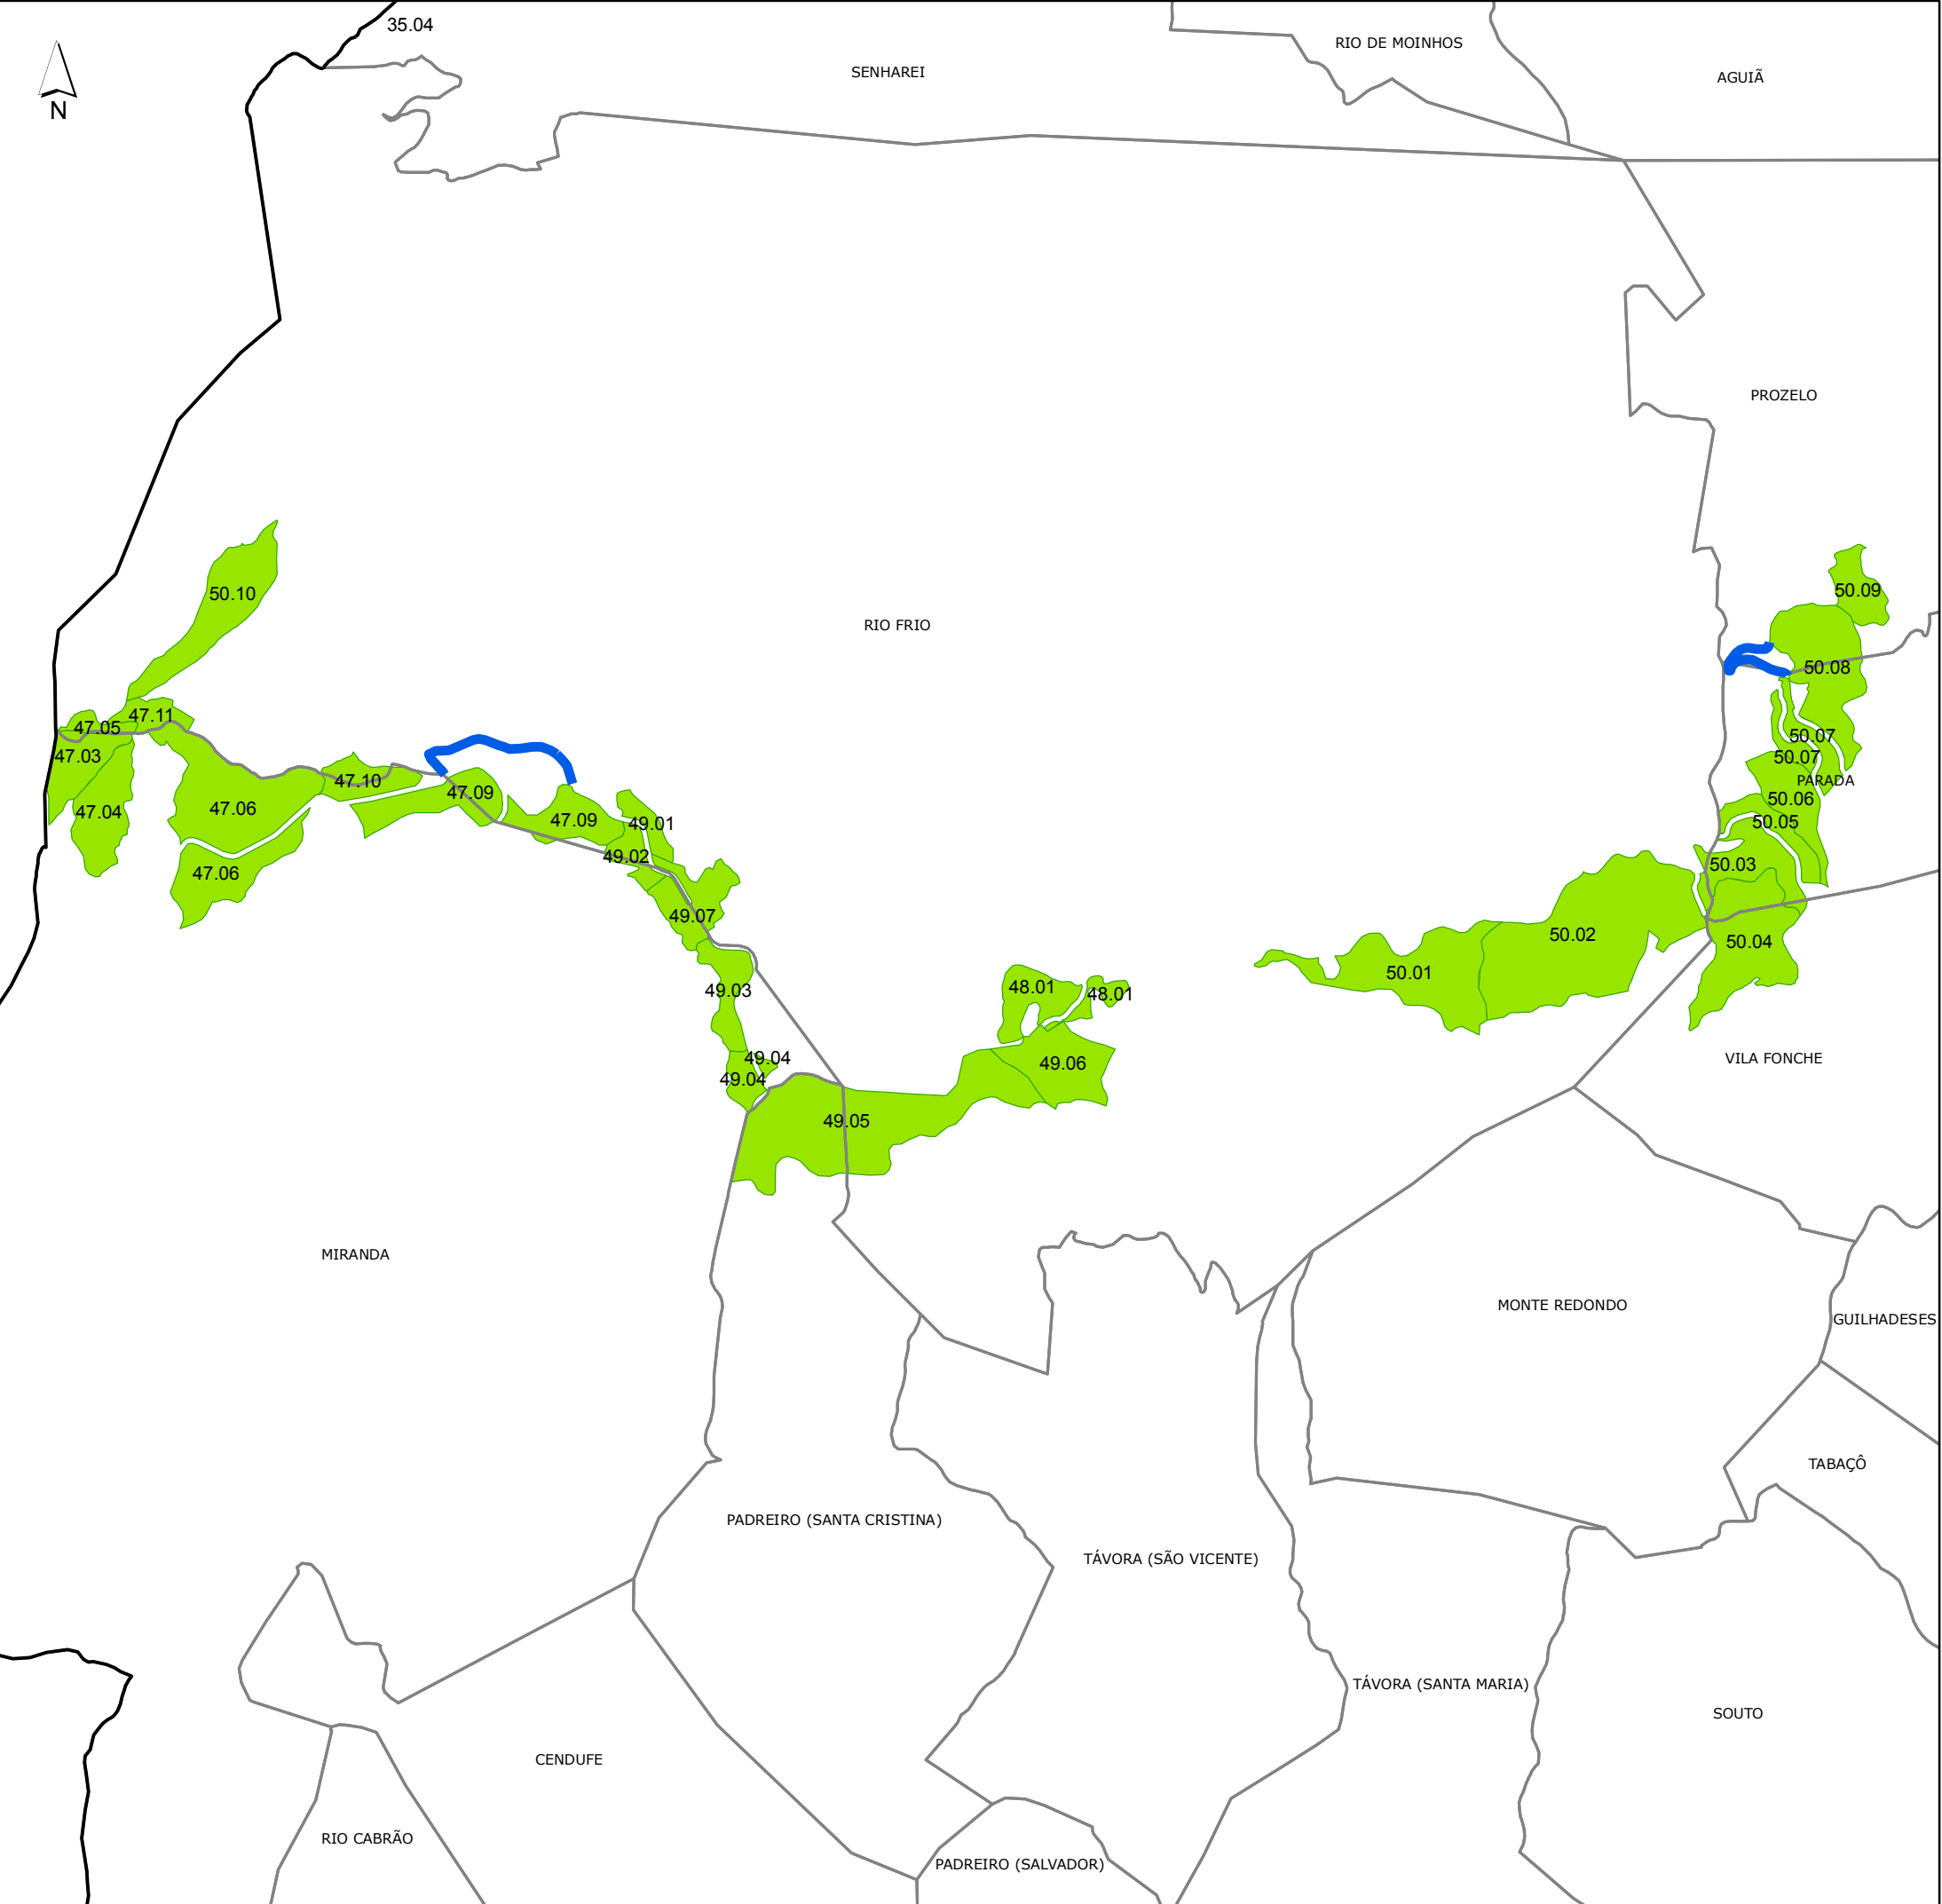 35.04
RIO DE MOINHOS
SENHAREI
AGUIÃ
N
PROZELO
50.09
50.10
RIO FRIO
50.08
47.11
47.05
50.07
47.03
50.07
47.10
PARADA
47.09
50.06
47.06
47.04
47.09
49.01
50.05
49.02
50.03
47.06
49.07
50.02
50.04
50.01
48.01
49.03
48.01
49.04
VILA FONCHE
49.06
49.04
49.05
MIRANDA
MONTE REDONDO
GUILHADESES
TABAÇÔ
PADREIRO (SANTA CRISTINA)
TÁVORA (SÃO VICENTE)
TÁVORA (SANTA MARIA)
SOUTO
CENDUFE
RIO CABRÃO
PADREIRO (SALVADOR)